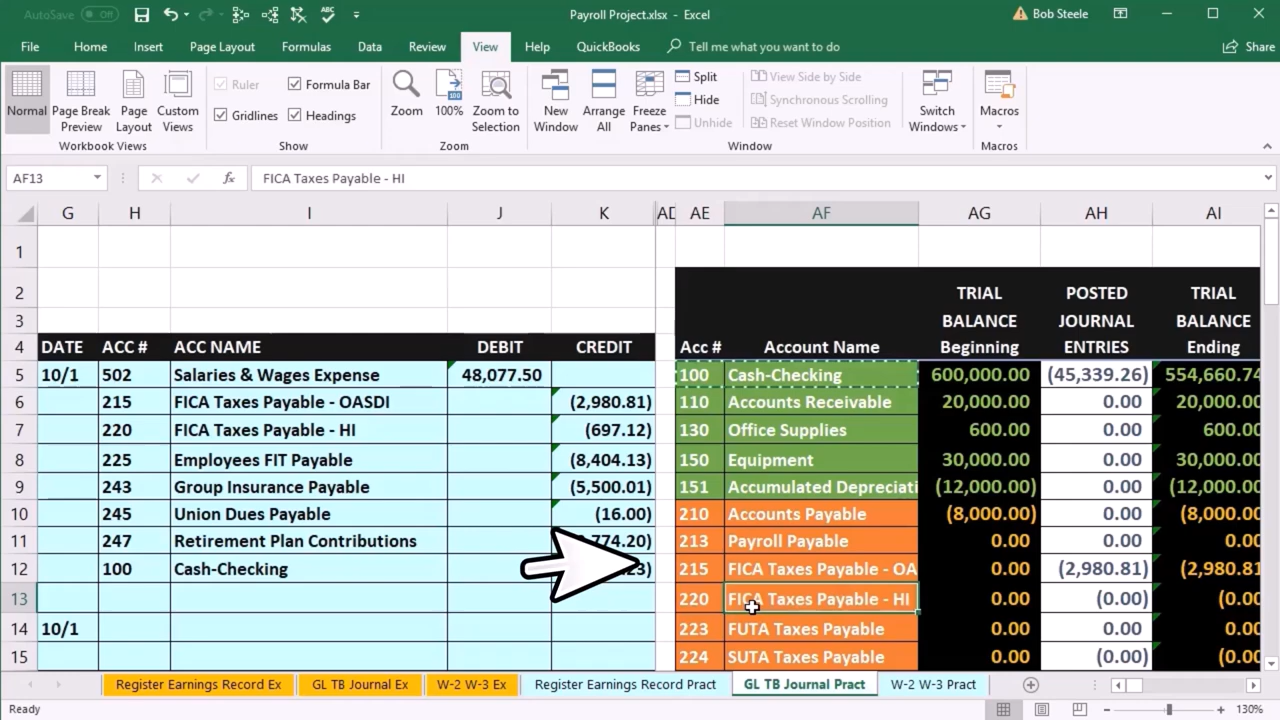 AutoSave Off Payroll Project.xlsx - Excel Bob Steele
File Home Insert Page Layout Formulas Data Review View Help QuickBooks Tell me what you want to do Share
Normal Page Break Preview Page Layout Custom Views
Workbook Views
Ruler Formula Bar
Gridlines Headings
Show
Zoom 100% Zoom to Selection
Zoom
New Window Arrange All Freeze Panes
Split
Hide
Unhide
View Side by Side
Synchronous Scrolling
Reset Window Position
Switch Windows
Window
Macros
Macros
AF13 fx FICA Taxes Payable - HI
G H I J K AD AE AF AG AH AI
1
2 TRIAL POSTED TRIAL
3 BALANCE JOURNAL BALANCE
4 DATE ACC # ACC NAME DEBIT CREDIT Acc # Account Name Beginning ENTRIES Ending
5 10/1 502 Salaries & Wages Expense 48,077.50 100 Cash-Checking 600,000.00 (45,339.26) 554,660.74
6 215 FICA Taxes Payable - OASDI (2,980.81) 110 Accounts Receivable 20,000.00 0.00 20,000.00
7 220 FICA Taxes Payable - HI (697.12) 130 Office Supplies 600.00 0.00 600.00
8 225 Employees FIT Payable (8,404.13) 150 Equipment 30,000.00 0.00 30,000.00
9 243 Group Insurance Payable (5,500.01) 151 Accumulated Depreciati (12,000.00) 0.00 (12,000.00
10 245 Union Dues Payable (16.00) 210 Accounts Payable (8,000.00) 0.00 (8,000.00
11 247 Retirement Plan Contributions 774.20) 213 Payroll Payable 0.00 0.00 0.00
12 100 Cash-Checking 215 FICA Taxes Payable - OA 0.00 (2,980.81) (2,980.81
13 220 FICA Taxes Payable - HI 0.00 (0.00) (0.00
14 10/1 223 FUTA Taxes Payable 0.00 0.00 0.00
15 224 SUTA Taxes Payable 0.00 (0.00) (0.00
Register Earnings Record Ex GL TB Journal Ex W-2 W-3 Ex Register Earnings Record Pract GL TB Journal Pract W-2 W-3 Pract
Ready 130%